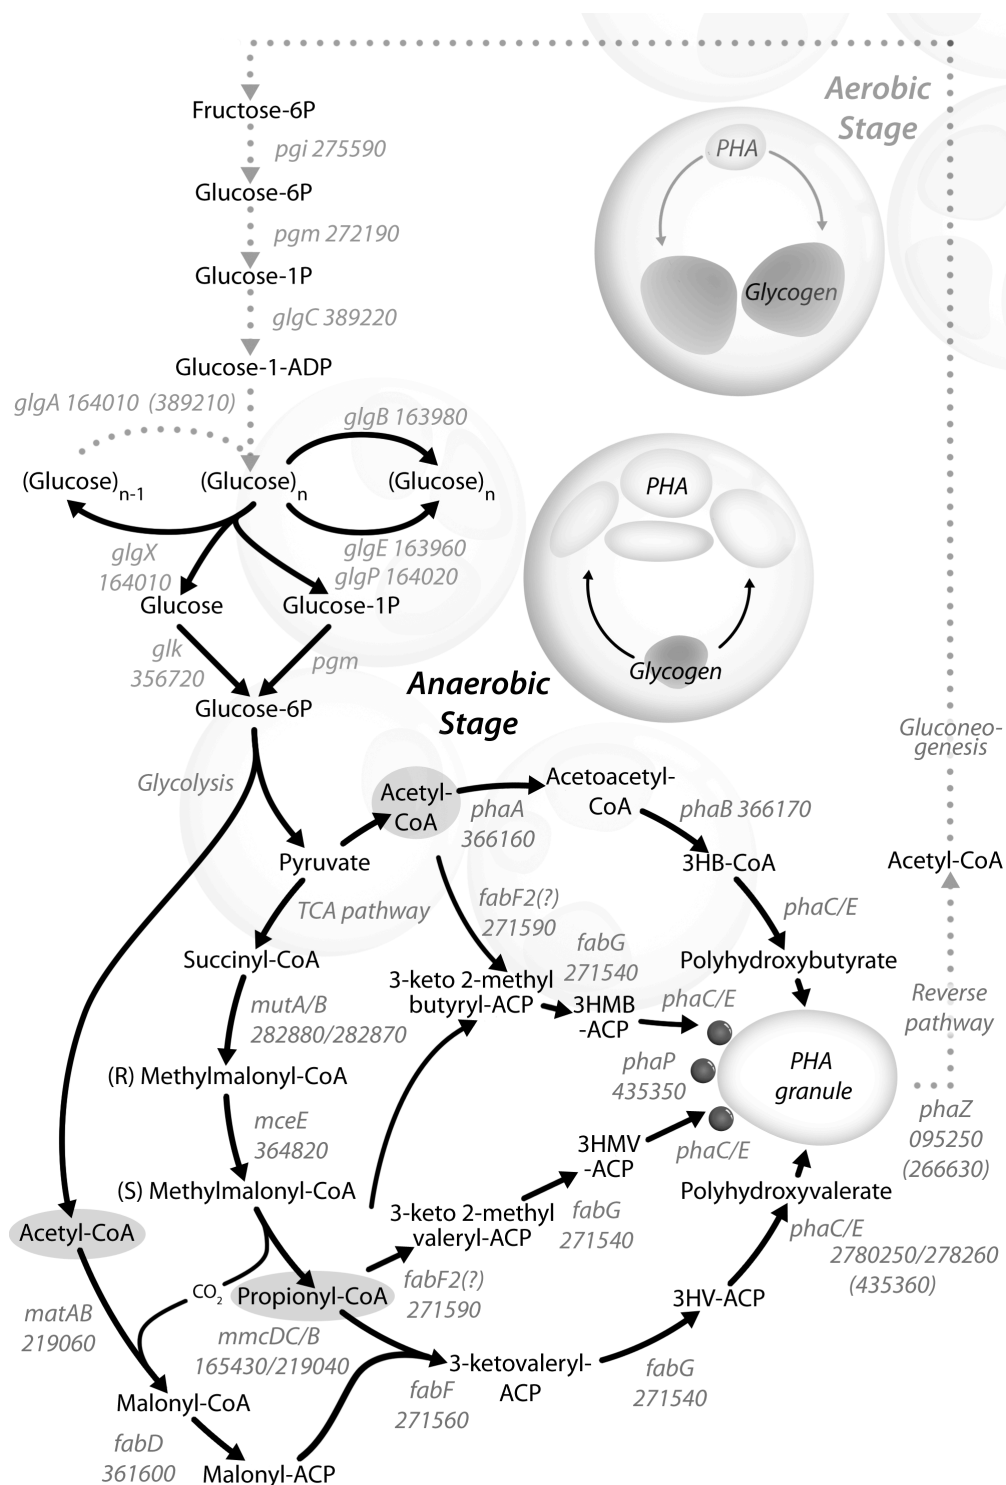 Aerobic
Stage
Fructose-6P
pgi 275590
PHA
Glucose-6P
pgm 272190
Glucose-1P
Glycogen
glgC 389220
Glucose-1-ADP
glgA 164010 (389210)
glgB 163980
(Glucose)n-1
(Glucose)n
(Glucose)n
PHA
glgX
164010
glgE 163960
glgP 164020
Glucose
Glucose-1P
glk
356720
pgm
Glycogen
Anaerobic
Stage
Glucose-6P
Gluconeo-
genesis
Glycolysis
Acetyl-
CoA
phaA
366160
Acetoacetyl-
CoA
phaB 366170
Pyruvate
3HB-CoA
Acetyl-CoA
TCA pathway
fabF2(?)
271590
phaC/E
Succinyl-CoA
fabG
271540
Polyhydroxybutyrate
3-keto 2-methyl
butyryl-ACP
3HMB
-ACP
phaC/E
Reverse
pathway
mutA/B
282880/282870
(R) Methylmalonyl-CoA
phaP
435350
PHA
granule
phaZ
095250
(266630)
mceE
364820
3HMV
-ACP
phaC/E
(S) Methylmalonyl-CoA
Polyhydroxyvalerate
Acetyl-CoA
3-keto 2-methyl
valeryl-ACP
fabG
271540
phaC/E
2780250/278260
(435360)
CO2
Propionyl-CoA
fabF2(?)
271590
3HV-ACP
matAB
219060
mmcDC/B
165430/219040
3-ketovaleryl-
ACP
fabF
271560
fabG
271540
Malonyl-CoA
fabD
361600
Malonyl-ACP